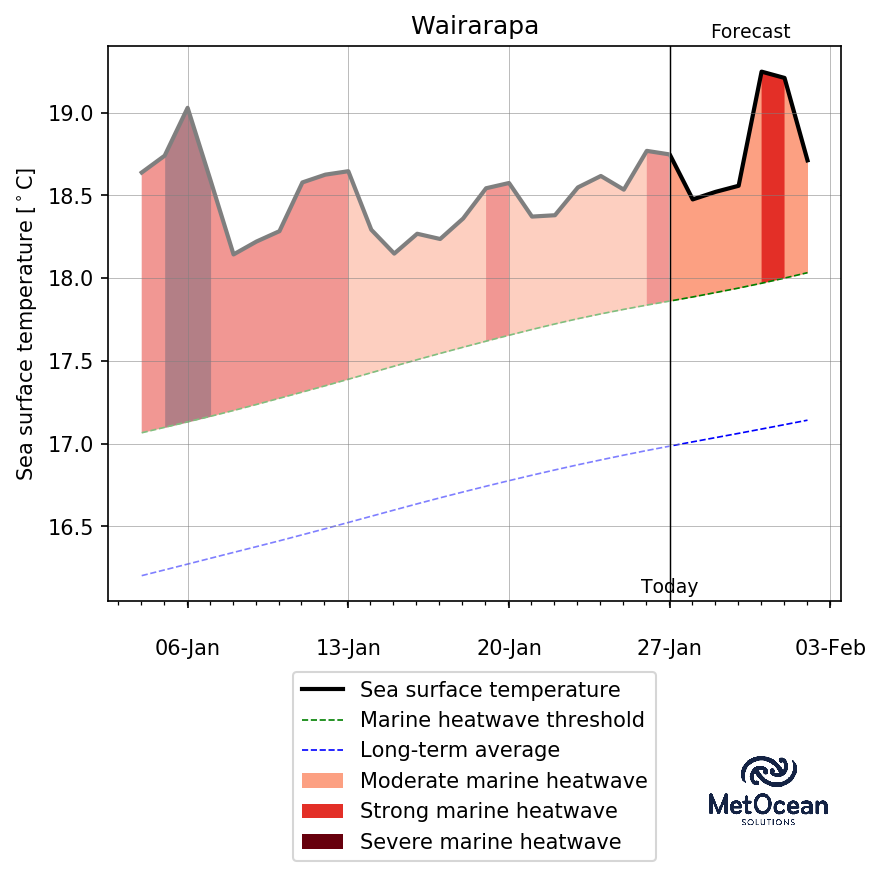 Wairarapa
Forecast
Sea surface temperature [°C]
19.0
18.5
18.0
17.5
17.0
16.5
Today
06-Jan
13-Jan
20-Jan
27-Jan
03-Feb
Sea surface temperature
Marine heatwave threshold
Long-term average
Moderate marine heatwave
Strong marine heatwave
Severe marine heatwave
MetOcean
SOLUTIONS